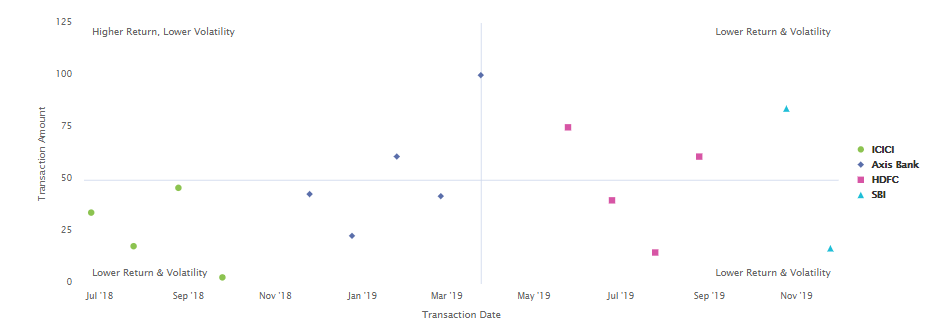 125
Higher Return, Lower Volatility
Lower Return & Volatility
100
75
50
25
0
Transaction Amount
Lower Return & Volatility
Lower Return & Volatility
Jul '18
Sep '18
Nov '18
Jan '19
Mar '19
May '19
Jul '19
Sep '19
Nov '19
Transaction Date
ICICI
Axis Bank
HDFC
SBI